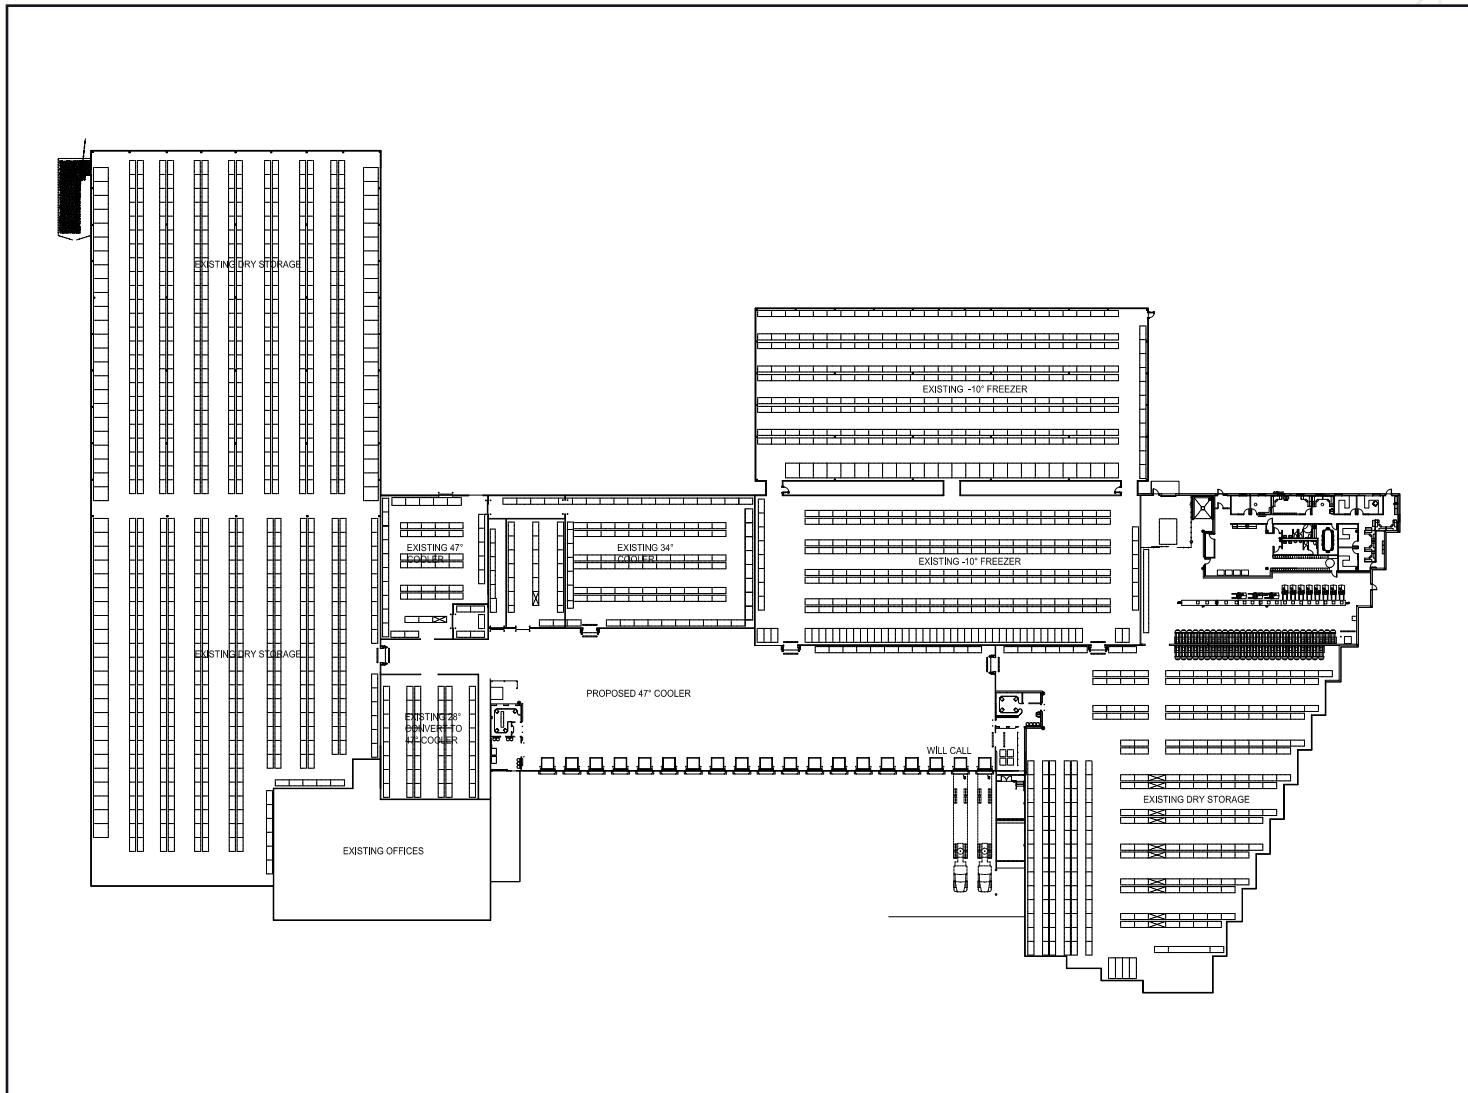 EXISTING DRY STORAGE
EXISTING -10° FREEZER
EXISTING 47°
COOLER
EXISTING 34°
COOLER
EXISTING -10° FREEZER
EXISTING DRY STORAGE
PROPOSED 47° COOLER
EXISTING 28°
CONVERT TO
47° COOLER
WILL CALL
EXISTING DRY STORAGE
EXISTING OFFICES